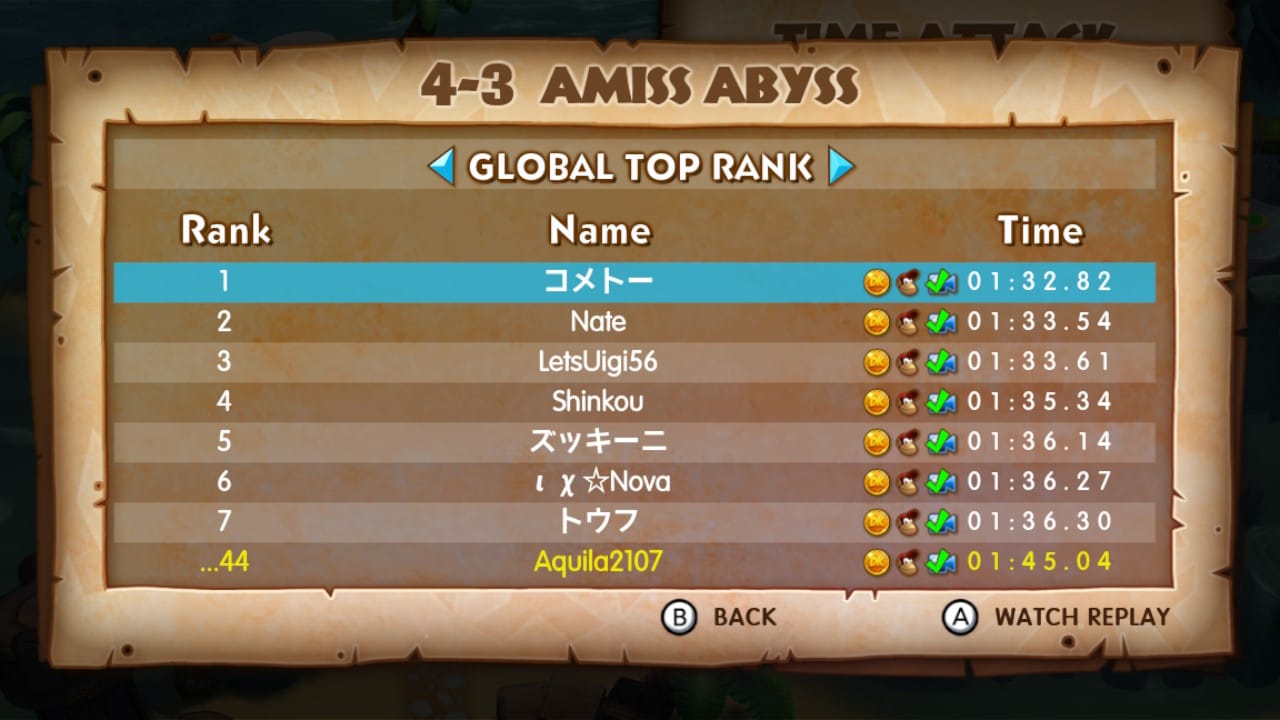 TIME ATTACK
4-3 AMISS ABYSS
GLOBAL TOP RANK
Rank Name Time
1 コメトー 01:32.82
2 Nate 01:33.54
3 LetsUigi56 01:33.61
4 Shinkou 01:35.34
5 ズッキーニ 01:36.14
6 ι χ☆Nova 01:36.27
7 トウフ 01:36.30
...44 Aquila2107 01:45.04
B BACK A WATCH REPLAY